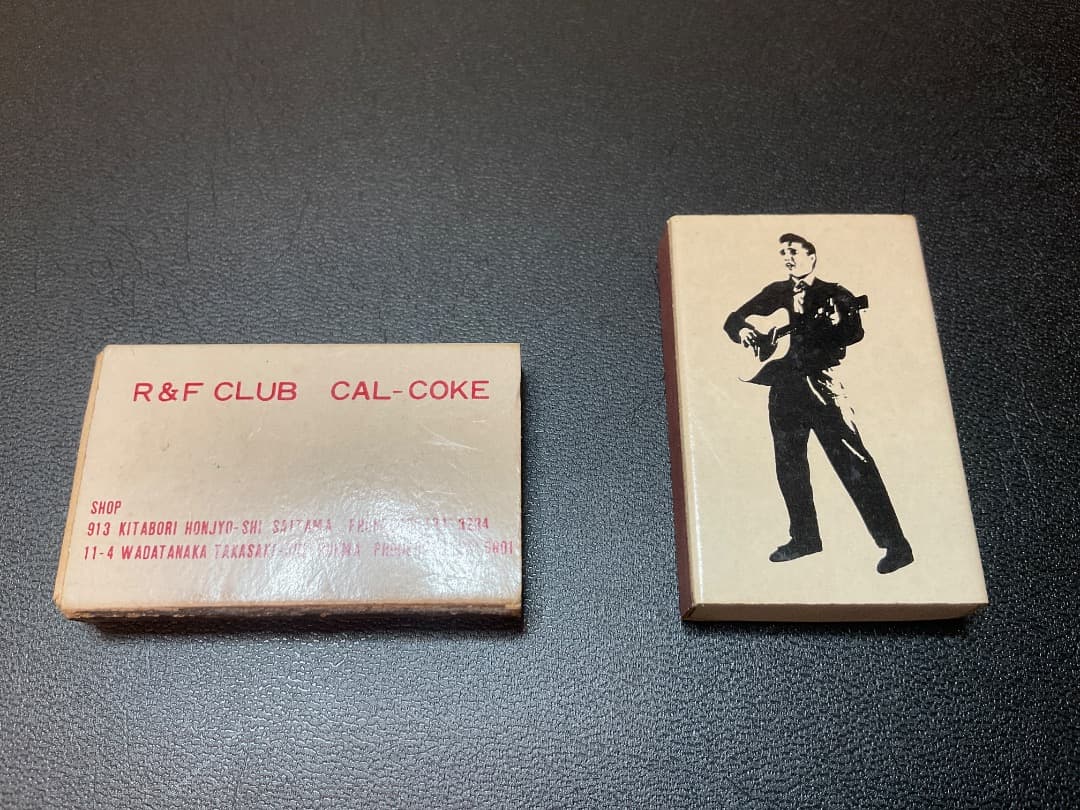 R&F CLUB CAL-COKE
SHOP
913 KITABORI HONJYO-SHI SAITAMA
11-4 WADATANAKA